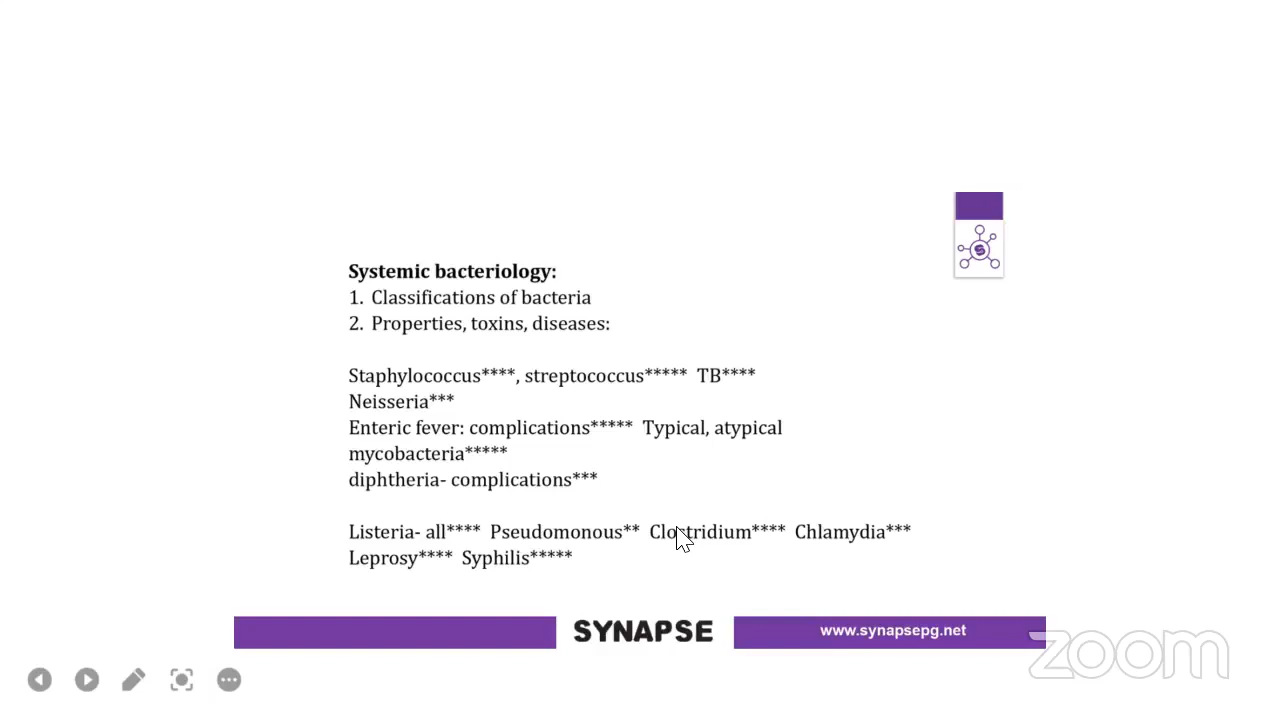 Systemic bacteriology:
1. Classifications of bacteria
2. Properties, toxins, diseases:
Staphylococcus****, streptococcus***** TB****
Neisseria***
Enteric fever: complications***** Typical, atypical
mycobacteria*****
diphtheria- complications***
Listeria- all**** Pseudomonous** Clostridium**** Chlamydia***
Leprosy**** Syphilis*****
SYNAPSE
www.synapsepg.net
zoom